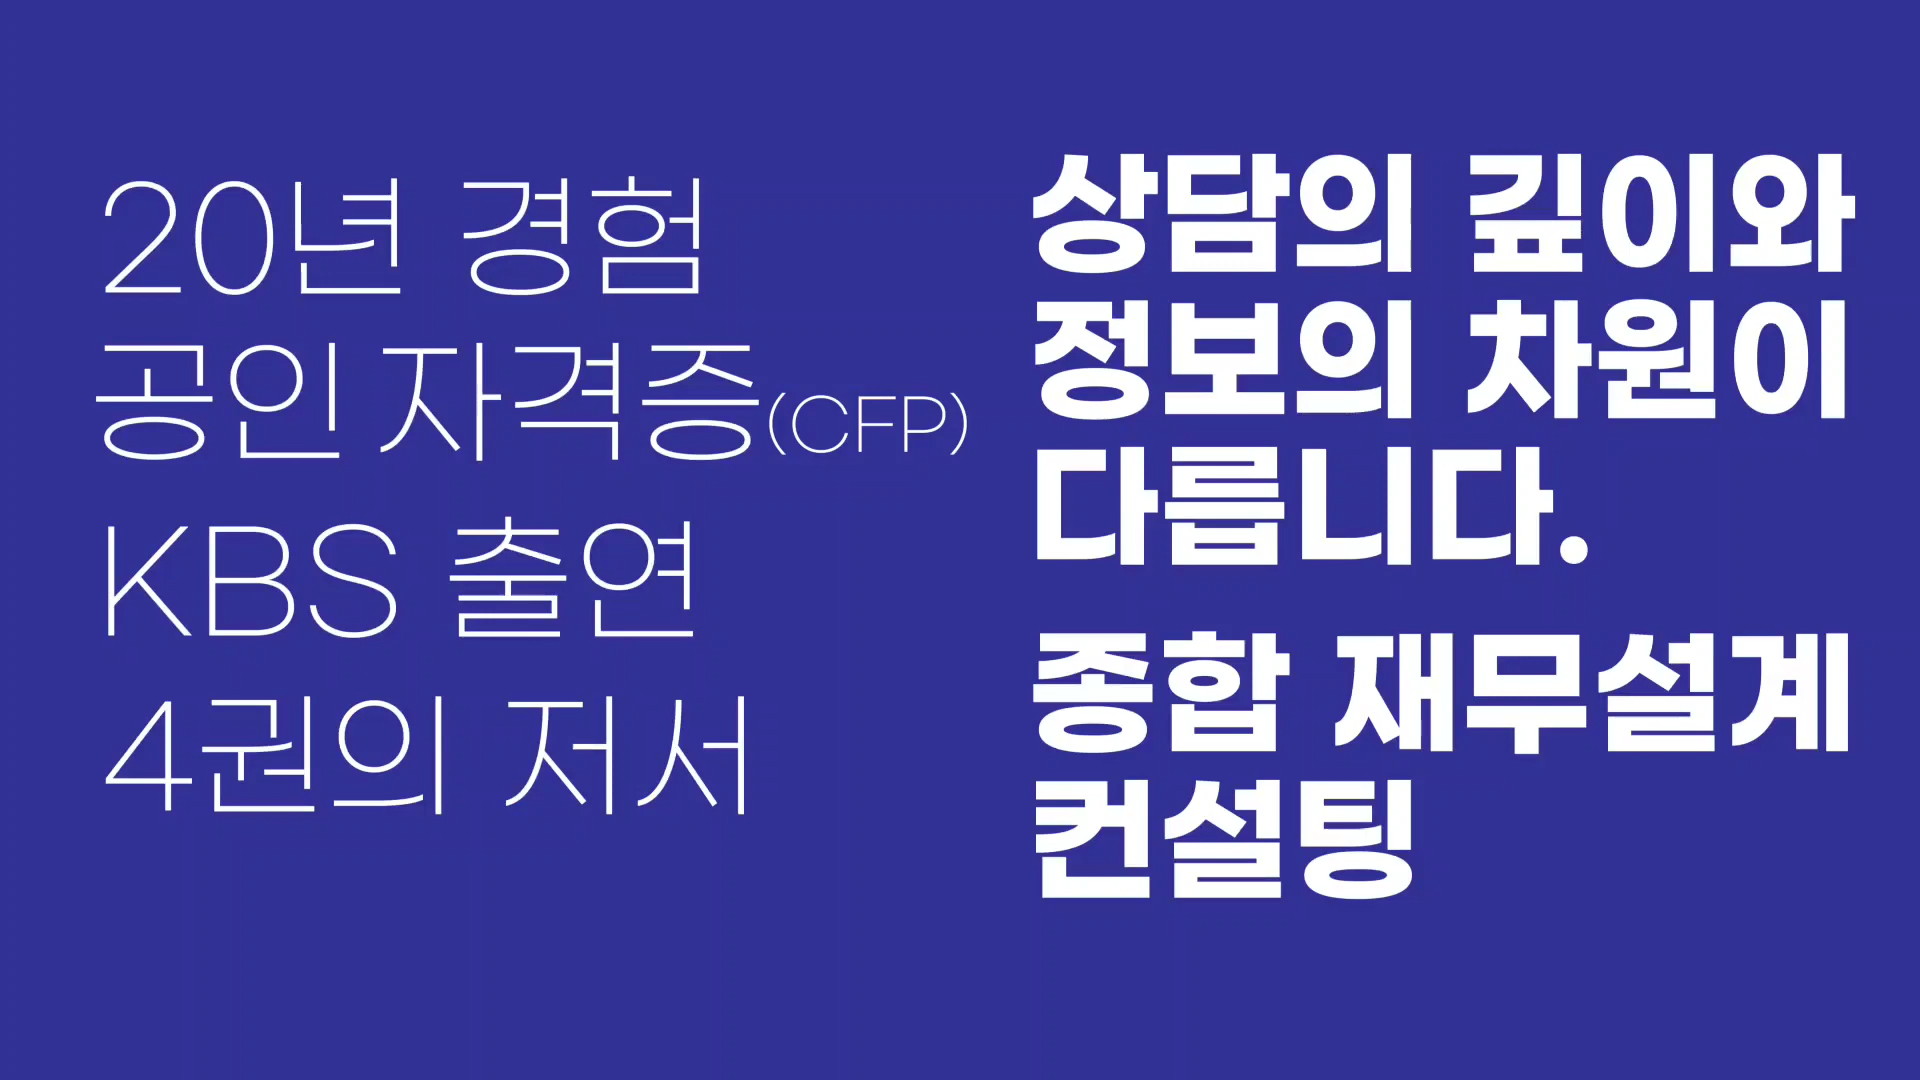 20년 경험
공인 자격증(CFP)
KBS 출연
4권의 저서
상담의 깊이와
정보의 차원이
다릅니다.
종합 재무설계
컨설팅